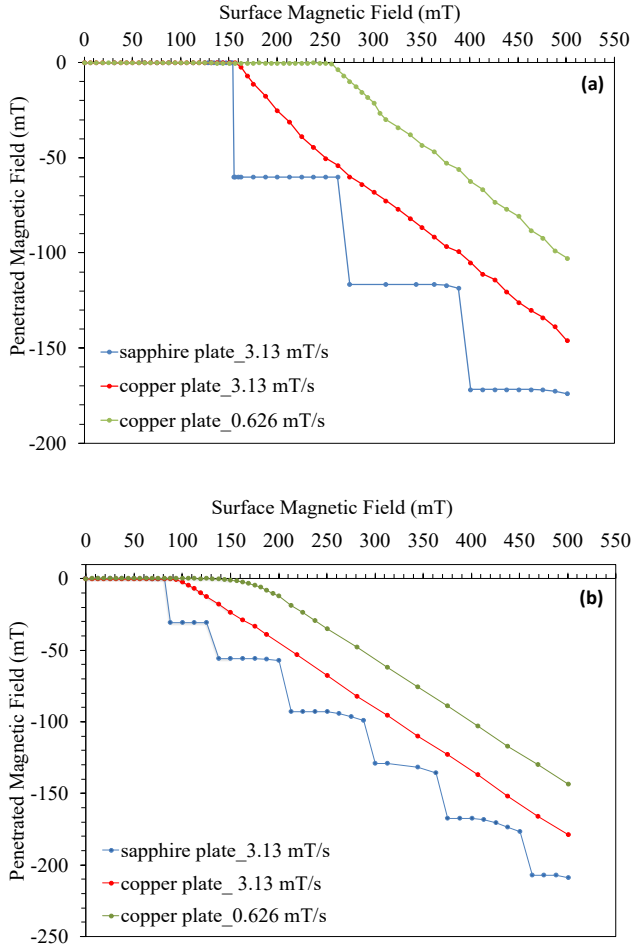 Surface Magnetic Field (mT)
0 50 100 150 200 250 300 350 400 450 500 550
Penetrated Magnetic Field (mT)
0
-50
-100
-150
-200
(a)
sapphire plate_3.13 mT/s
copper plate_3.13 mT/s
copper plate_0.626 mT/s
Surface Magnetic Field (mT)
0 50 100 150 200 250 300 350 400 450 500 550
Penetrated Magnetic Field (mT)
0
-50
-100
-150
-200
-250
(b)
sapphire plate_3.13 mT/s
copper plate_ 3.13 mT/s
copper plate_0.626 mT/s